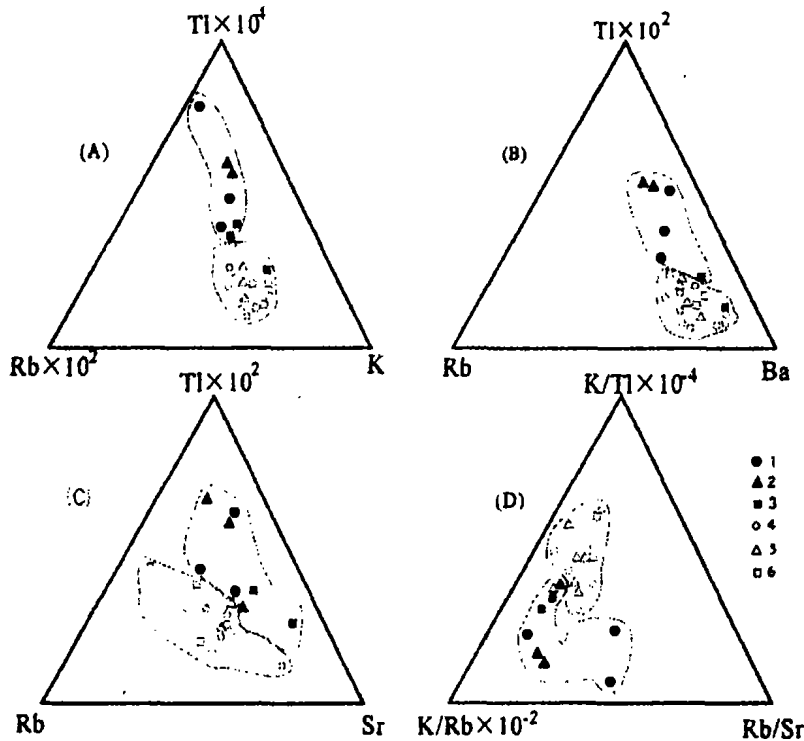 Tl×10⁴
Tl×10²
(A)
(B)
Rb×10²
K
Rb
Ba
Tl×10²
K/Tl×10⁻⁴
(C)
(D)
1
2
3
4
5
6
Rb
Sr
K/Rb×10⁻²
Rb/Sr